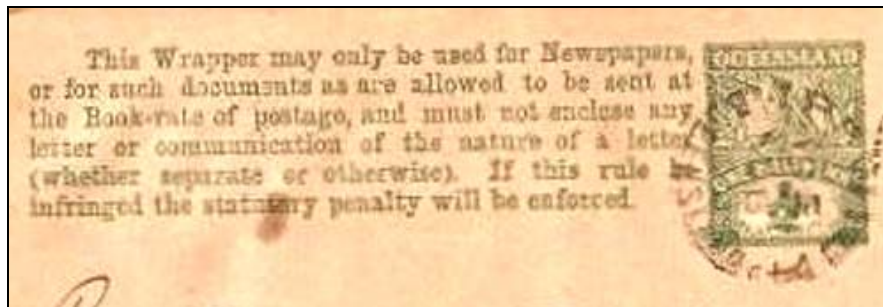 This Wrapper may only be used for Newspapers,
or for such documents as are allowed to be sent at
the Book-rate of postage, and must not enclose any
letter or communication of the nature of a letter
(whether separate or otherwise). If this rule be
infringed the statutory penalty will be enforced.
QUEENSLAND